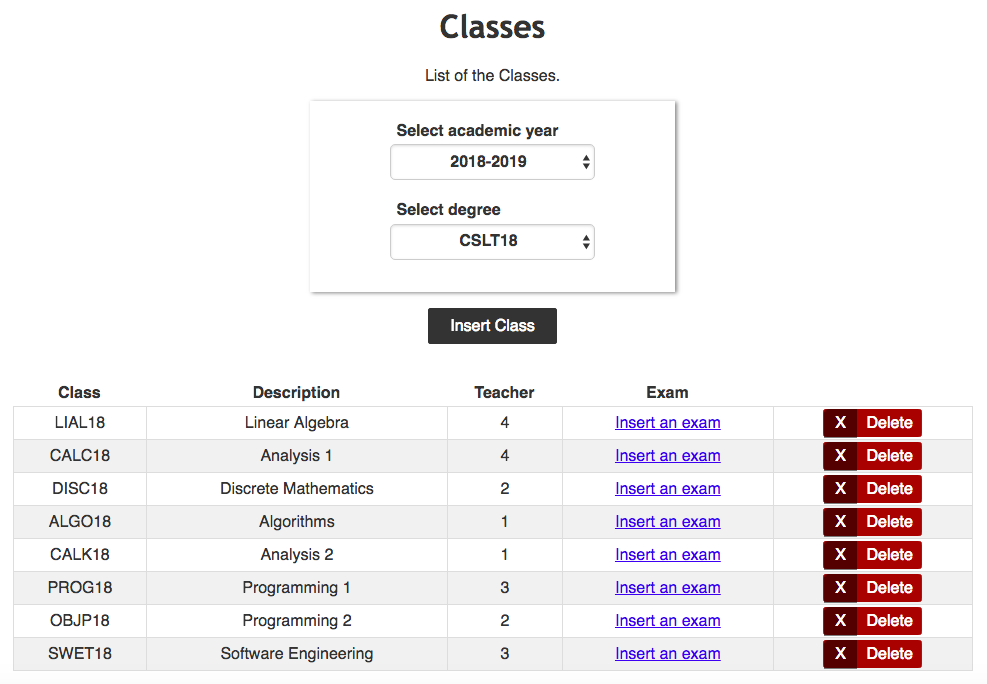 Classes
List of the Classes.
Select academic year
2018-2019
Select degree
CSLT18
Insert Class
Class Description Teacher Exam
LIAL18 Linear Algebra 4 Insert an exam X Delete
CALC18 Analysis 1 4 Insert an exam X Delete
DISC18 Discrete Mathematics 2 Insert an exam X Delete
ALGO18 Algorithms 1 Insert an exam X Delete
CALK18 Analysis 2 1 Insert an exam X Delete
PROG18 Programming 1 3 Insert an exam X Delete
OBJP18 Programming 2 2 Insert an exam X Delete
SWET18 Software Engineering 3 Insert an exam X Delete